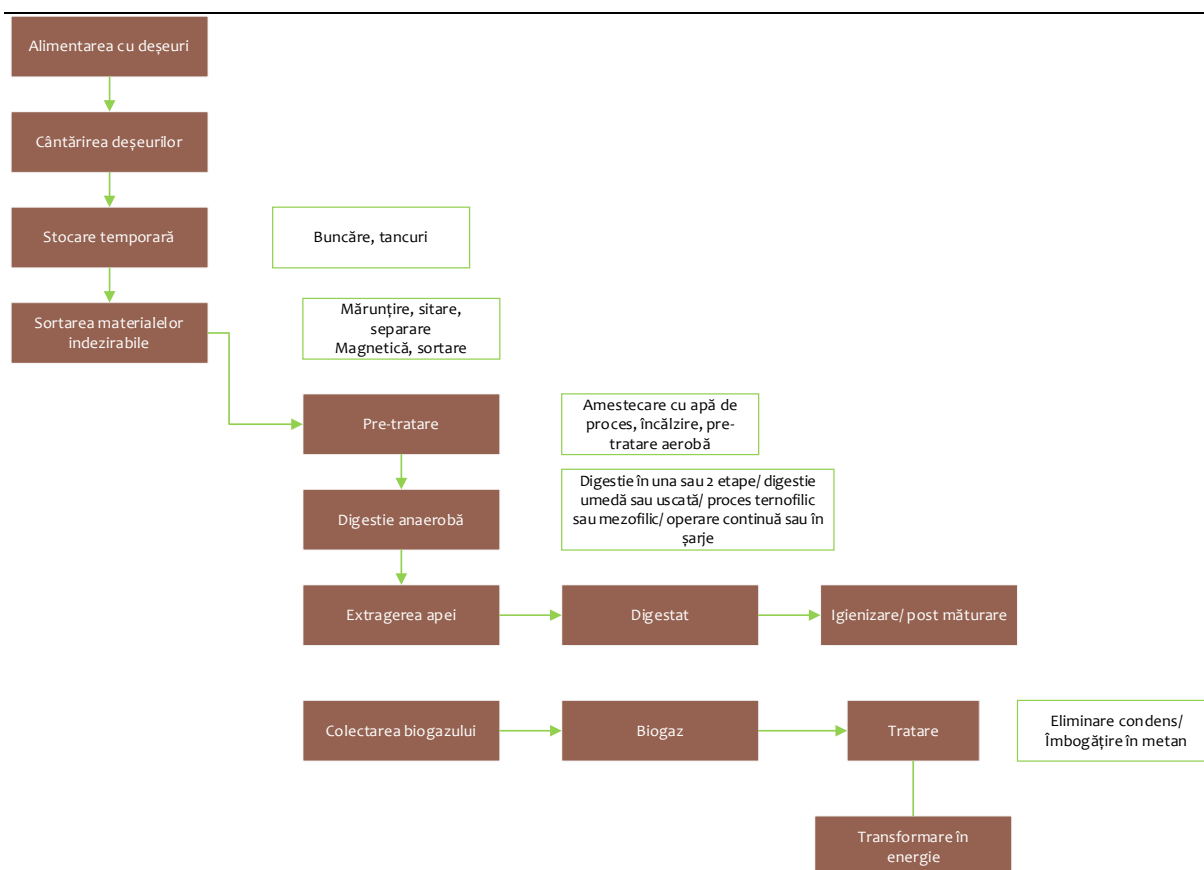 Alimentarea cu deșeuri
Cântărirea deșeurilor
Stocare temporară
Buncăre, tancuri
Sortarea materialelor
indezirabile
Mărunțire, sitare,
separare
Magnetică, sortare
Pre-tratare
Amestecare cu apă de
proces, încălzire, pre-
tratare aerobă
Digestie anaerobă
Digestie în una sau 2 etape/ digestie
umedă sau uscată/ proces ternofilic
sau mezofilic/ operare continuă sau în
șarje
Extragerea apei
Digestat
Igienizare/ post măturare
Colectarea biogazului
Biogaz
Tratare
Eliminare condens/
Îmbogățire în metan
Transformare în
energie